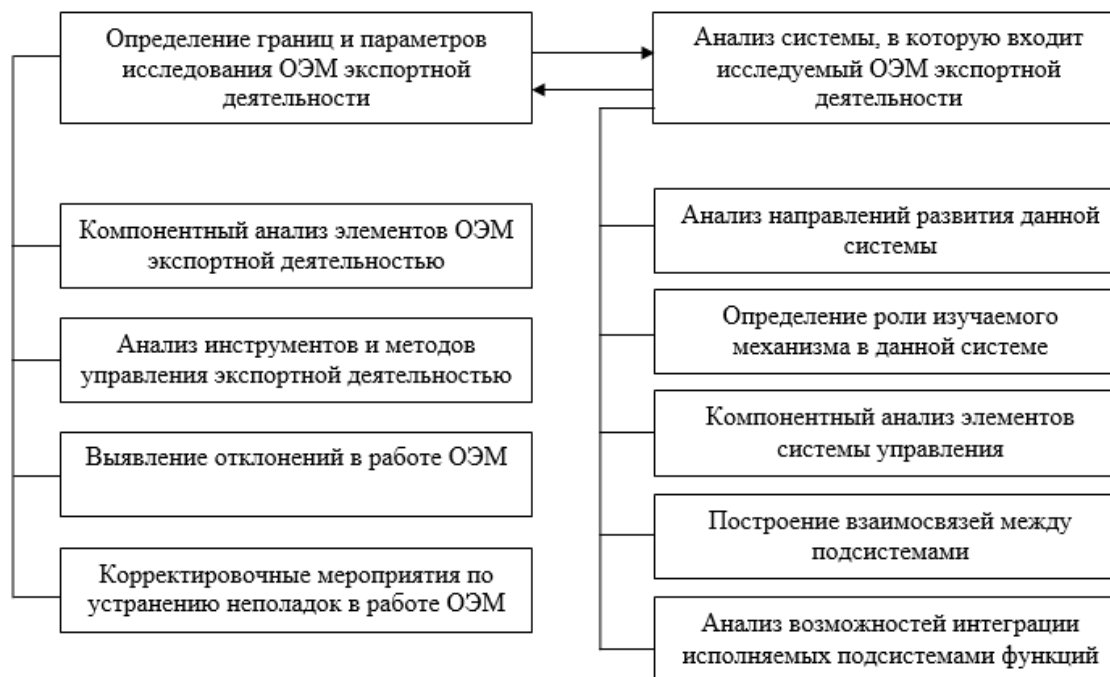 Определение границ и параметров
исследования ОЭМ экспортной
деятельности
Компонентный анализ элементов ОЭМ
экспортной деятельностью
Анализ инструментов и методов
управления экспортной деятельностью
Выявление отклонений в работе ОЭМ
Корректировочные мероприятия по
устранению неполадок в работе ОЭМ
Анализ системы, в которую входит
исследуемый ОЭМ экспортной
деятельности
Анализ направлений развития данной
системы
Определение роли изучаемого
механизма в данной системе
Компонентный анализ элементов
системы управления
Построение взаимосвязей между
подсистемами
Анализ возможностей интеграции
исполняемых подсистемами функций